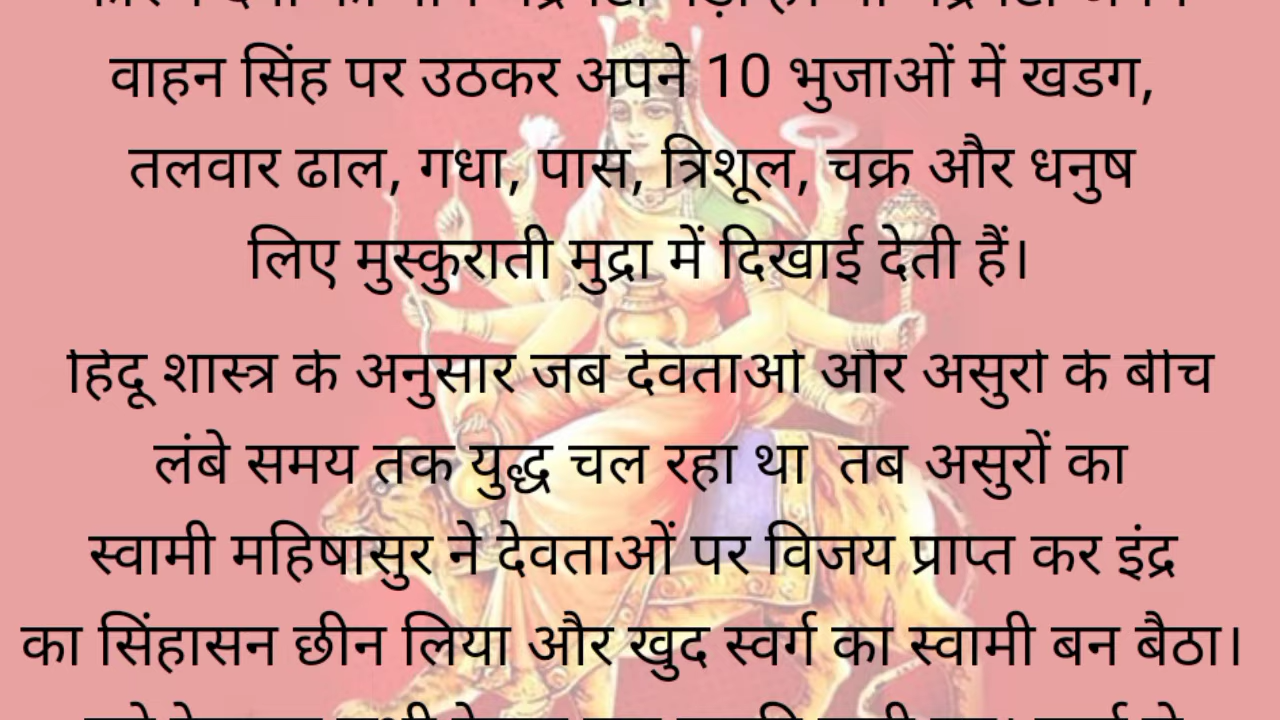 वाहन सिंह पर उठकर अपने 10 भुजाओं में खडग,
तलवार ढाल, गधा, पास, त्रिशूल, चक्र और धनुष
लिए मुस्कुराती मुद्रा में दिखाई देती हैं।
हिंदू शास्त्र के अनुसार जब देवताओं और असुरों के बीच
लंबे समय तक युद्ध चल रहा था तब असुरों का
स्वामी महिषासुर ने देवताओं पर विजय प्राप्त कर इंद्र
का सिंहासन छीन लिया और खुद स्वर्ग का स्वामी बन बैठा।